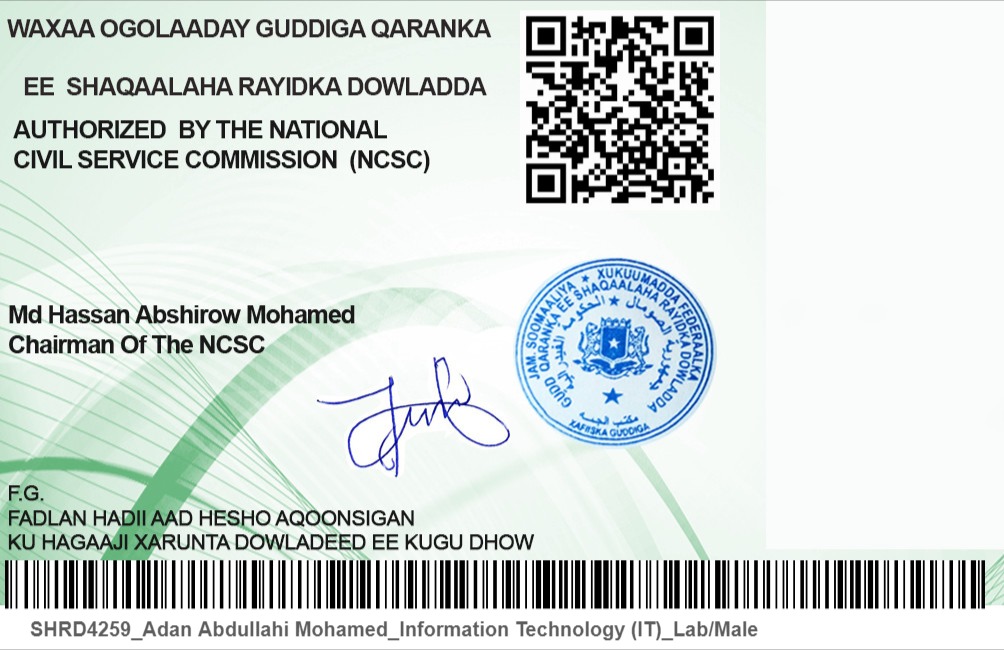 WAXAA OGOLAADAY GUDDIGA QARANKA
EE SHAQAALAHA RAYIDKA DOWLADDA
AUTHORIZED BY THE NATIONAL
CIVIL SERVICE COMMISSION (NCSC)
Md Hassan Abshirow Mohamed
Chairman Of The NCSC
JAM. SOOMAALIYA ★ XUKUUMADDA FEDERAALKA
GUDD QARANKA EE SHAQAALAHA RAYIDKA DOWLADDA
مكتب
XAFIISKA GUDDIGA
F.G.
FADLAN HADII AAD HESHO AQOONSIGAN
KU HAGAAJI XARUNTA DOWLADEED EE KUGU DHOW
SHRD4259_Adan Abdullahi Mohamed_Information Technology (IT)_Lab/Male